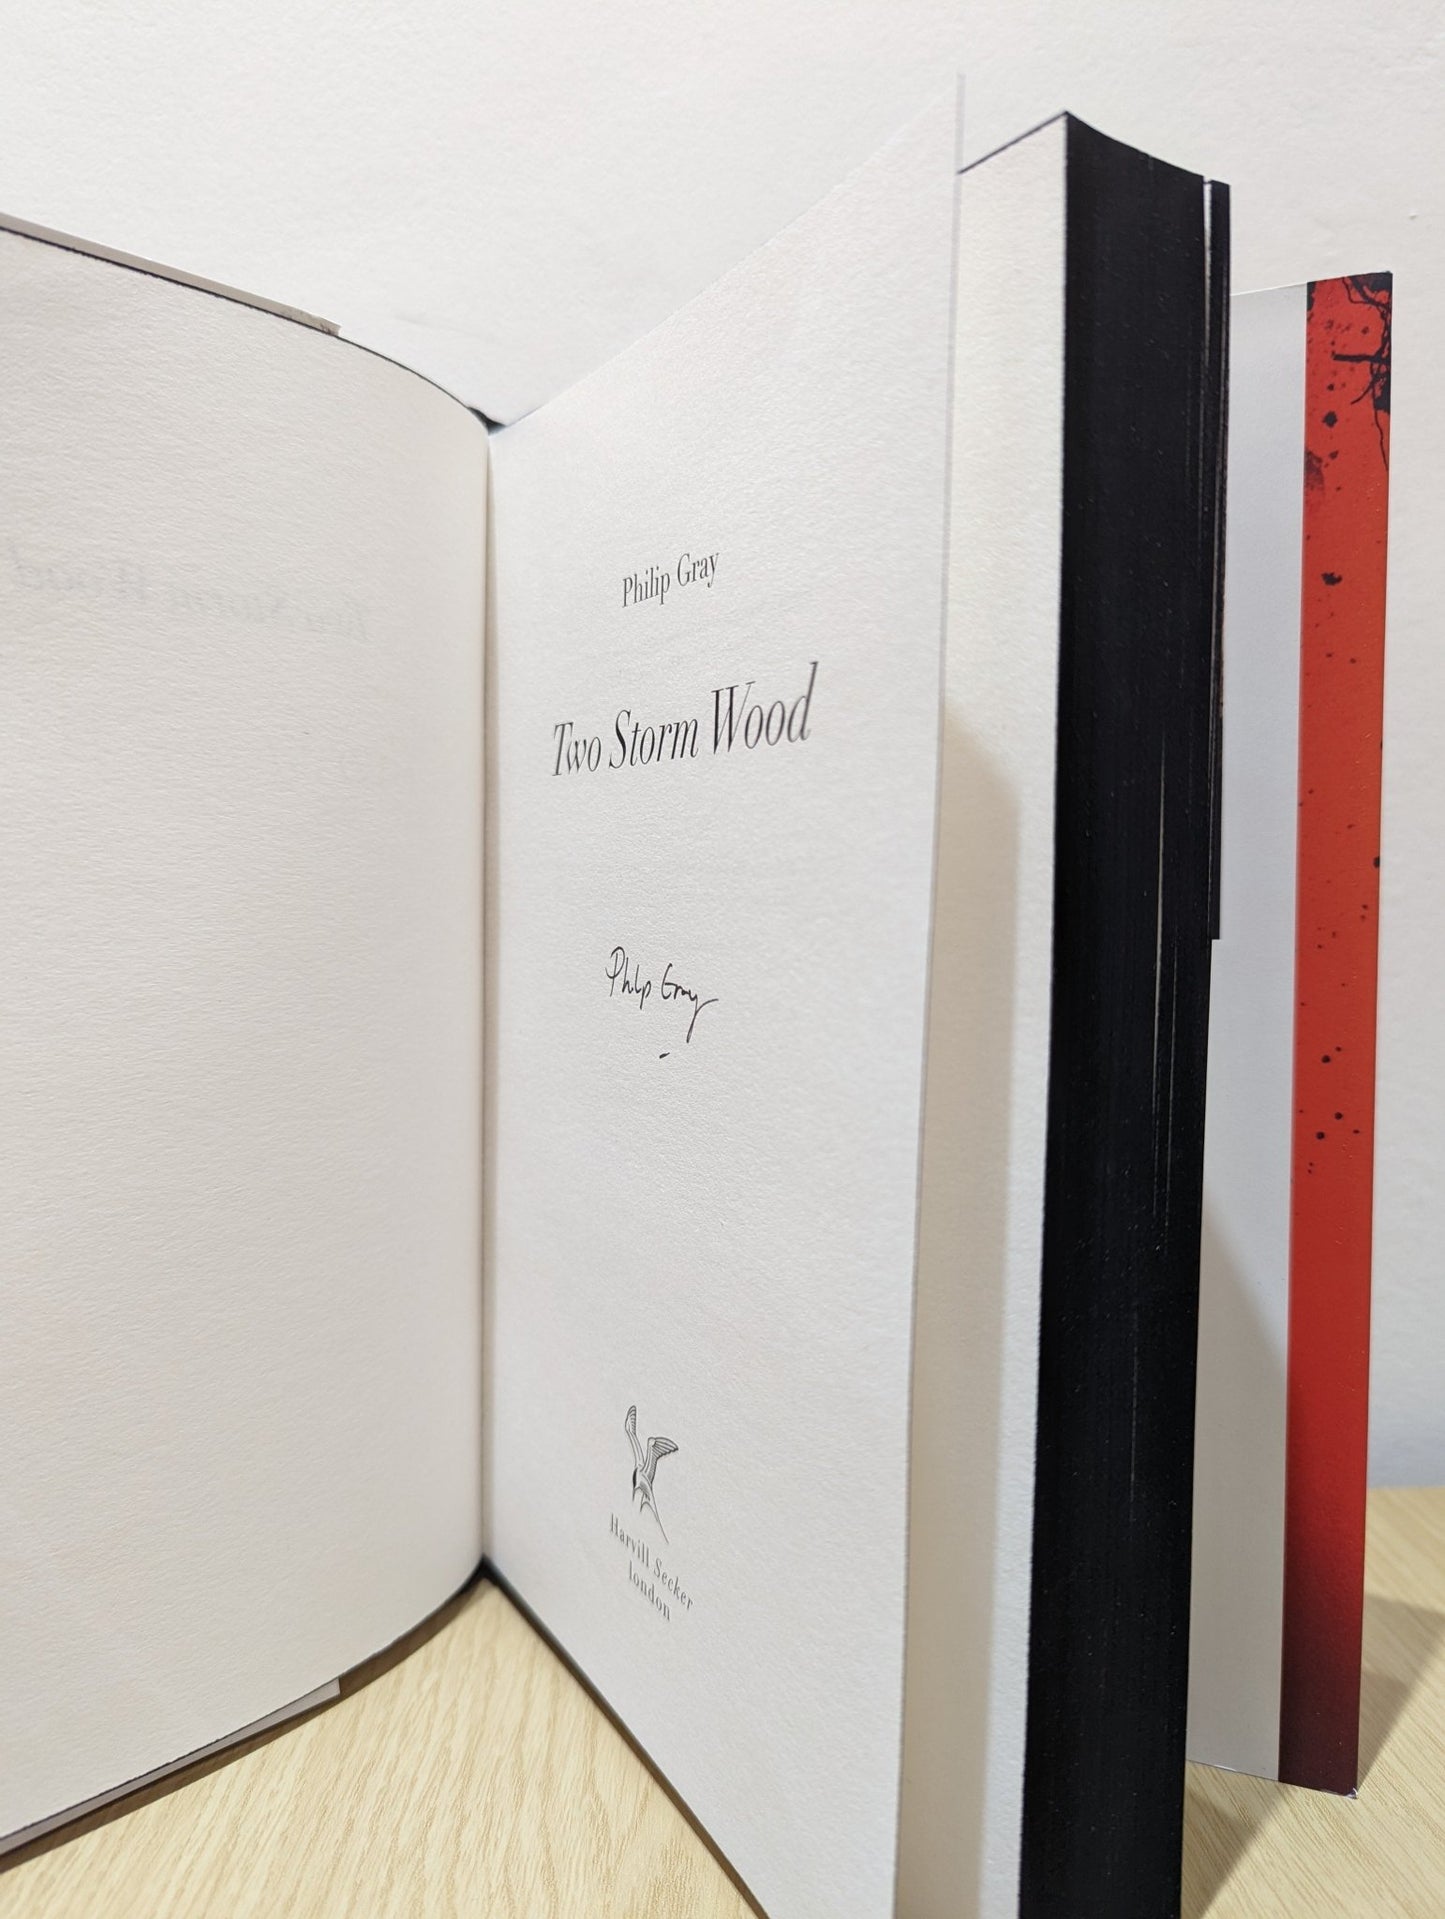 Philip Gray
Two Storm Wood
Philip Gray
Harvill Secker
london